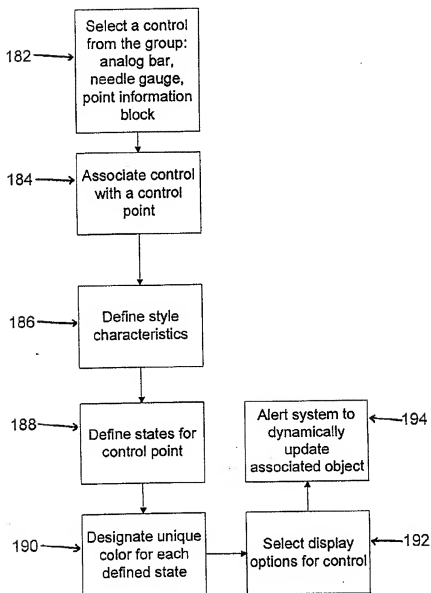 182
Select a control
from the group:
analog bar,
needle gauge,
point information
block
184
Associate control
with a control
point
186
Define style
characteristics
188
Define states for
control point
190
Designate unique
color for each
defined state
Select display
options for control
192
Alert system to
dynamically
update
associated object
194